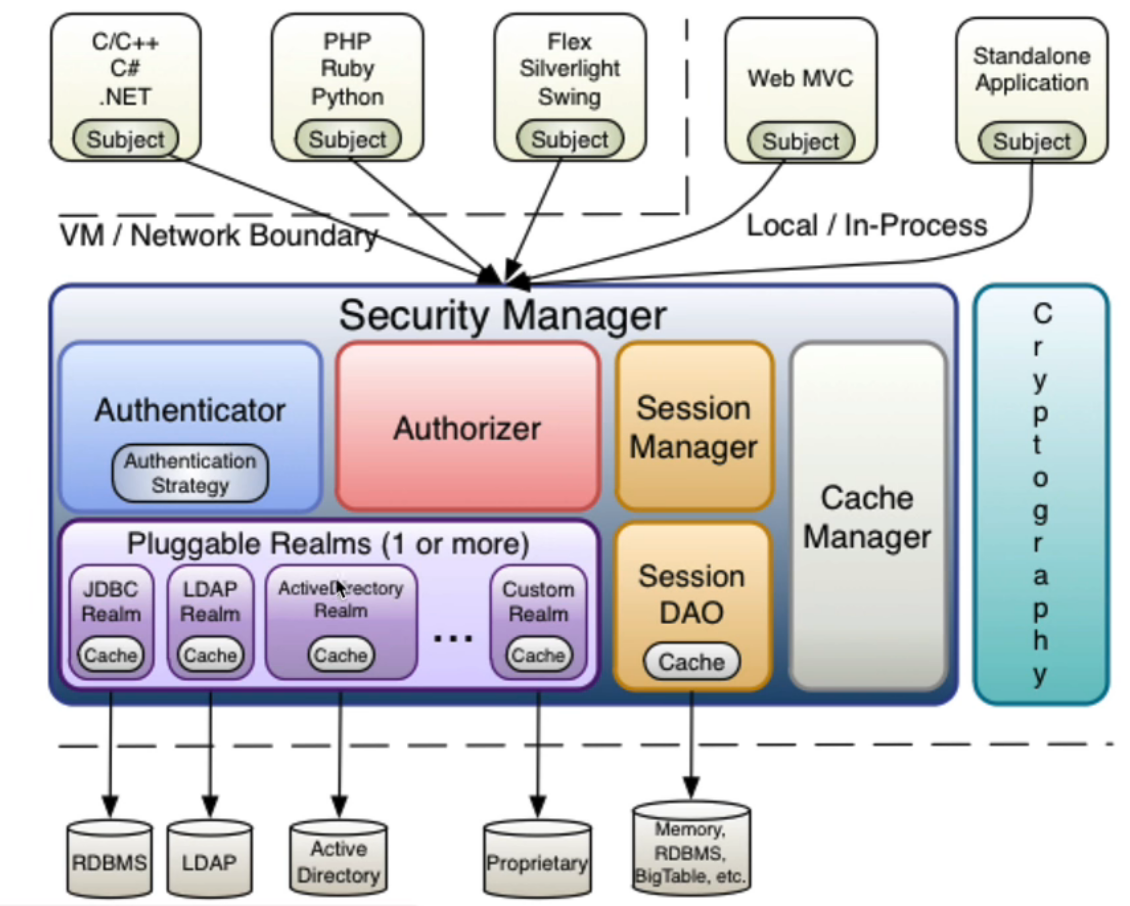 C/C++
C#
.NET
Subject
PHP
Ruby
Python
Subject
Flex
Silverlight
Swing
Subject
Web MVC
Subject
Standalone
Application
Subject
VM / Network Boundary
Local / In-Process
Security Manager
Authenticator
Authentication
Strategy
Authorizer
Session
Manager
Cache
Manager
Cryptography
Pluggable Realms (1 or more)
JDBC
Realm
Cache
LDAP
Realm
Cache
ActiveDirectory
Realm
Cache
...
Custom
Realm
Cache
Session
DAO
Cache
RDBMS
LDAP
Active
Directory
Proprietary
Memory,
RDBMS,
BigTable, etc.